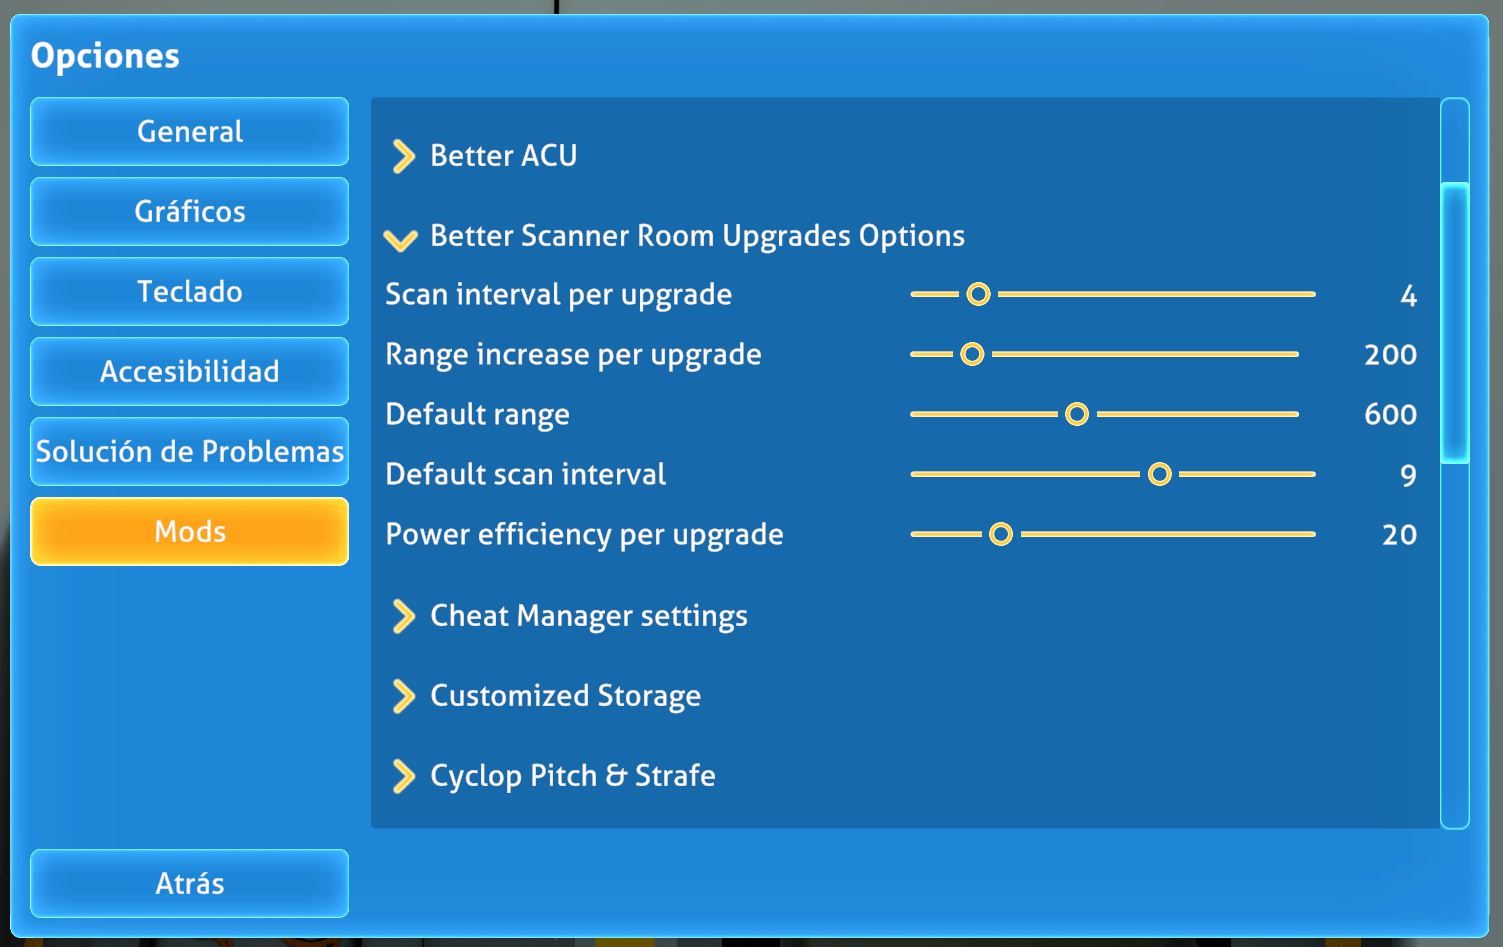 Opciones
General
Gráficos
Teclado
Accesibilidad
Solución de Problemas
Mods
Atrás
Better ACU
Better Scanner Room Upgrades Options
Scan interval per upgrade 4
Range increase per upgrade 200
Default range 600
Default scan interval 9
Power efficiency per upgrade 20
Cheat Manager settings
Customized Storage
Cyclop Pitch & Strafe